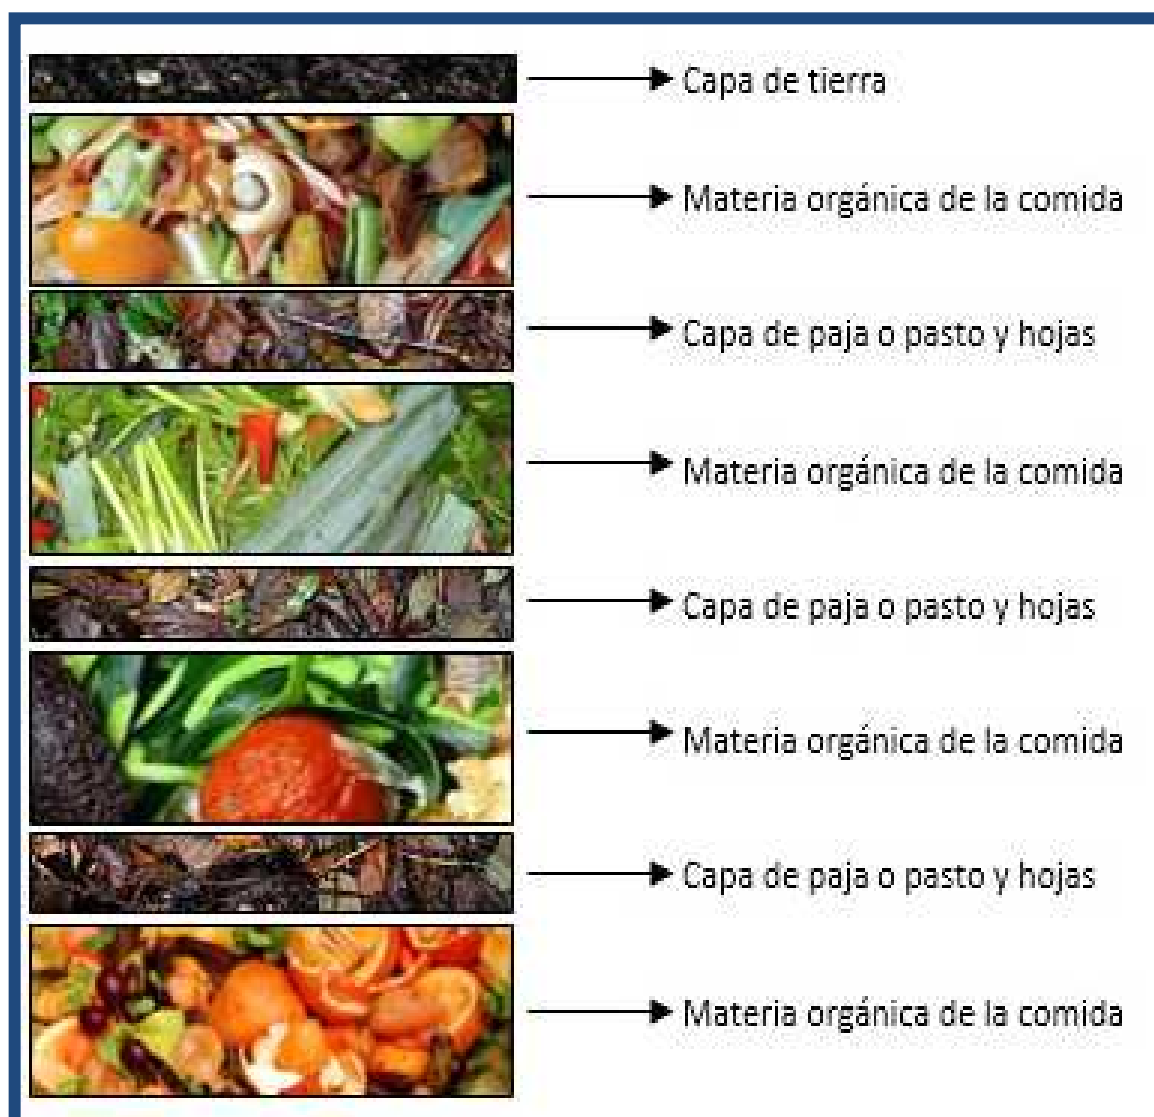 Capa de tierra
Materia orgánica de la comida
Capa de paja o pasto y hojas
Materia orgánica de la comida
Capa de paja o pasto y hojas
Materia orgánica de la comida
Capa de paja o pasto y hojas
Materia orgánica de la comida